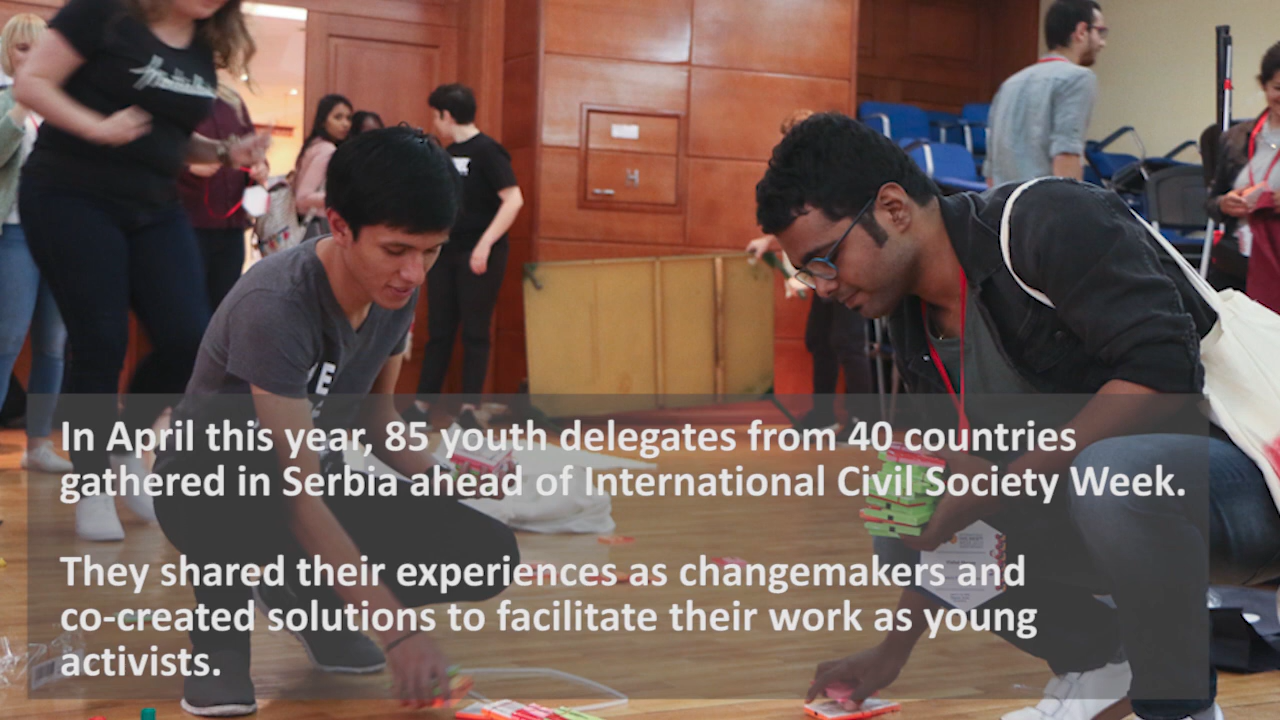 In April this year, 85 youth delegates from 40 countries
gathered in Serbia ahead of International Civil Society Week.
They shared their experiences as changemakers and
co-created solutions to facilitate their work as young
activists.